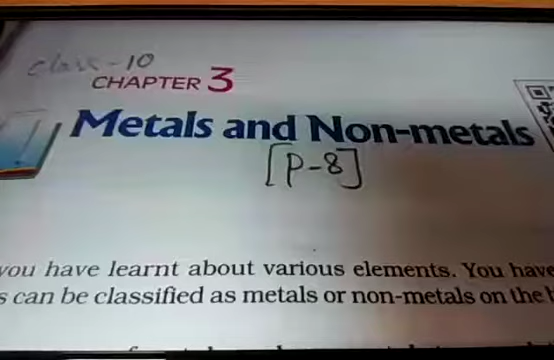 class-10
CHAPTER 3
Metals and Non-metals
[P-8]
you have learnt about various elements. You have
s can be classified as metals or non-metals on the